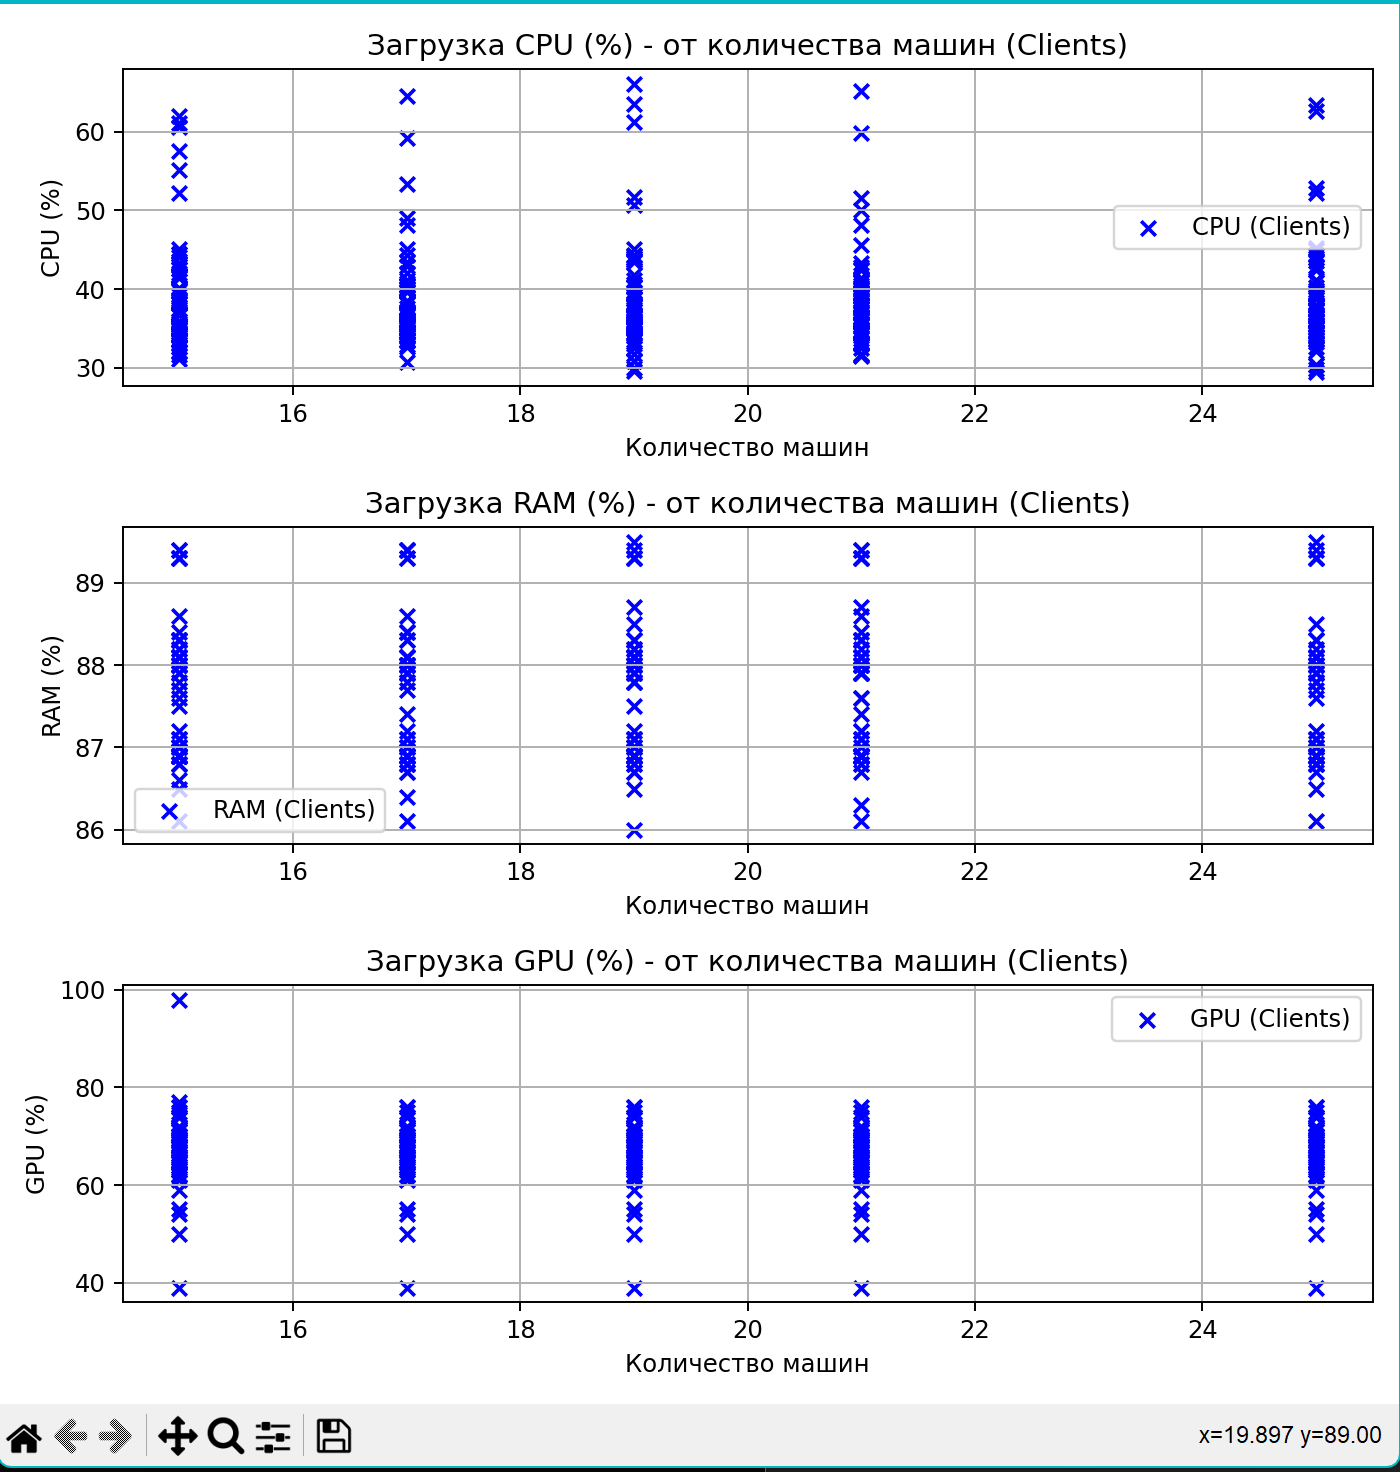 Загрузка CPU (%) - от количества машин (Clients)
60
50
40
30
CPU (%)
CPU (Clients)
16 18 20 22 24
Количество машин
Загрузка RAM (%) - от количества машин (Clients)
89
88
87
86
RAM (%)
RAM (Clients)
16 18 20 22 24
Количество машин
Загрузка GPU (%) - от количества машин (Clients)
100
80
60
40
GPU (%)
GPU (Clients)
16 18 20 22 24
Количество машин
x=19.897 y=89.00